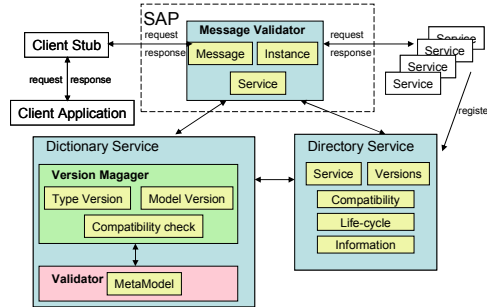 SAP
Message Validator
Message
Instance
Service
request
response
request
response
Client Stub
request
response
Client Application
Service
Service
Service
Service
register
Dictionary Service
Version Magager
Type Version
Model Version
Compatibility check
Validator
MetaModel
Directory Service
Service
Versions
Compatibility
Life-cycle
Information